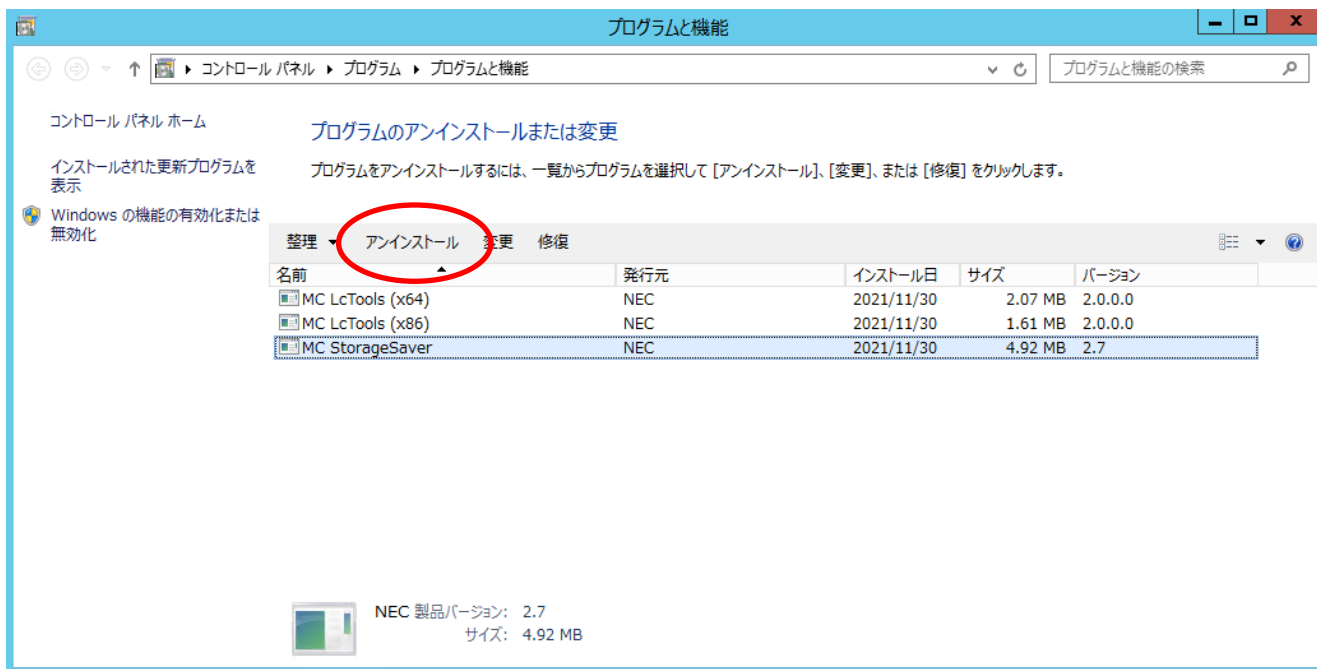 プログラムと機能
コントロール パネル プログラム プログラムと機能
プログラムと機能の検索
コントロール パネル ホーム
インストールされた更新プログラムを
表示
Windows の機能の有効化または
無効化
プログラムのアンインストールまたは変更
プログラムをアンインストールするには、一覧からプログラムを選択して [アンインストール]、[変更]、または [修復] をクリックします。
整理 アンインストール 変更 修復
名前 発行元 インストール日 サイズ バージョン
MC LcTools (x64) NEC 2021/11/30 2.07 MB 2.0.0.0
MC LcTools (x86) NEC 2021/11/30 1.61 MB 2.0.0.0
MC StorageSaver NEC 2021/11/30 4.92 MB 2.7
NEC 製品バージョン: 2.7
サイズ: 4.92 MB